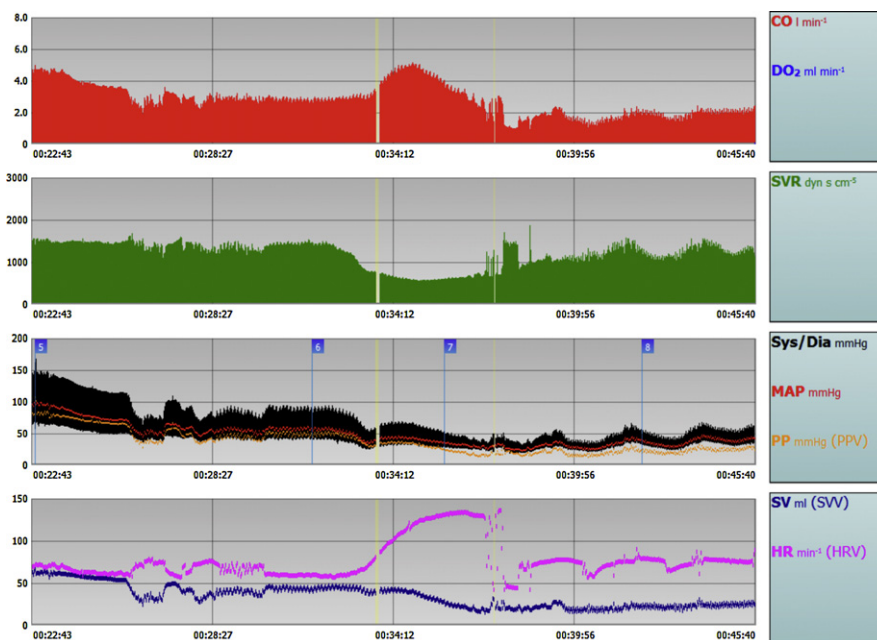 8.0
6.0
4.0
2.0
0.0
00:22:43 00:28:27 00:34:12 00:39:56 00:45:40
CO l min⁻¹
DO₂ ml min⁻¹
3000
2000
1000
0
00:22:43 00:28:27 00:34:12 00:39:56 00:45:40
SVR dyn s cm⁻⁵
200
150
100
50
0
5 6 7 8
00:22:43 00:28:27 00:34:12 00:39:56 00:45:40
Sys/Dia mmHg
MAP mmHg
PP mmHg (PPV)
150
100
50
0
00:22:43 00:28:27 00:34:12 00:39:56 00:45:40
SV ml (SVV)
HR min⁻¹ (HRV)